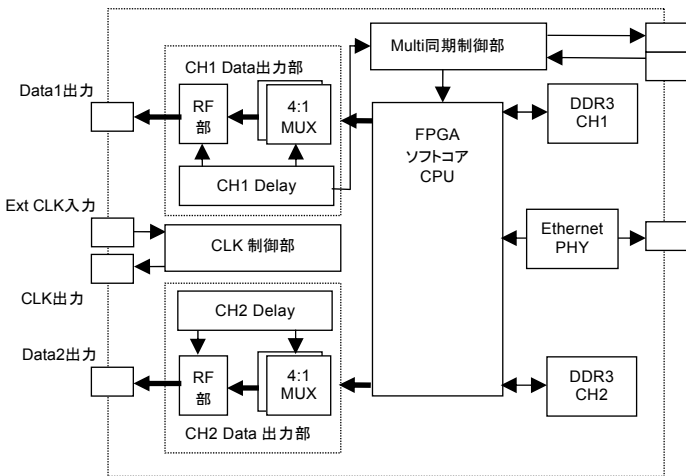 Multi同期制御部
CH1 Data出力部
Data1出力
RF
部
4:1
MUX
CH1 Delay
FPGA
ソフトコア
CPU
DDR3
CH1
Ext CLK入力
CLK 制御部
CLK出力
Ethernet
PHY
CH2 Delay
Data2出力
RF
部
4:1
MUX
CH2 Data 出力部
DDR3
CH2